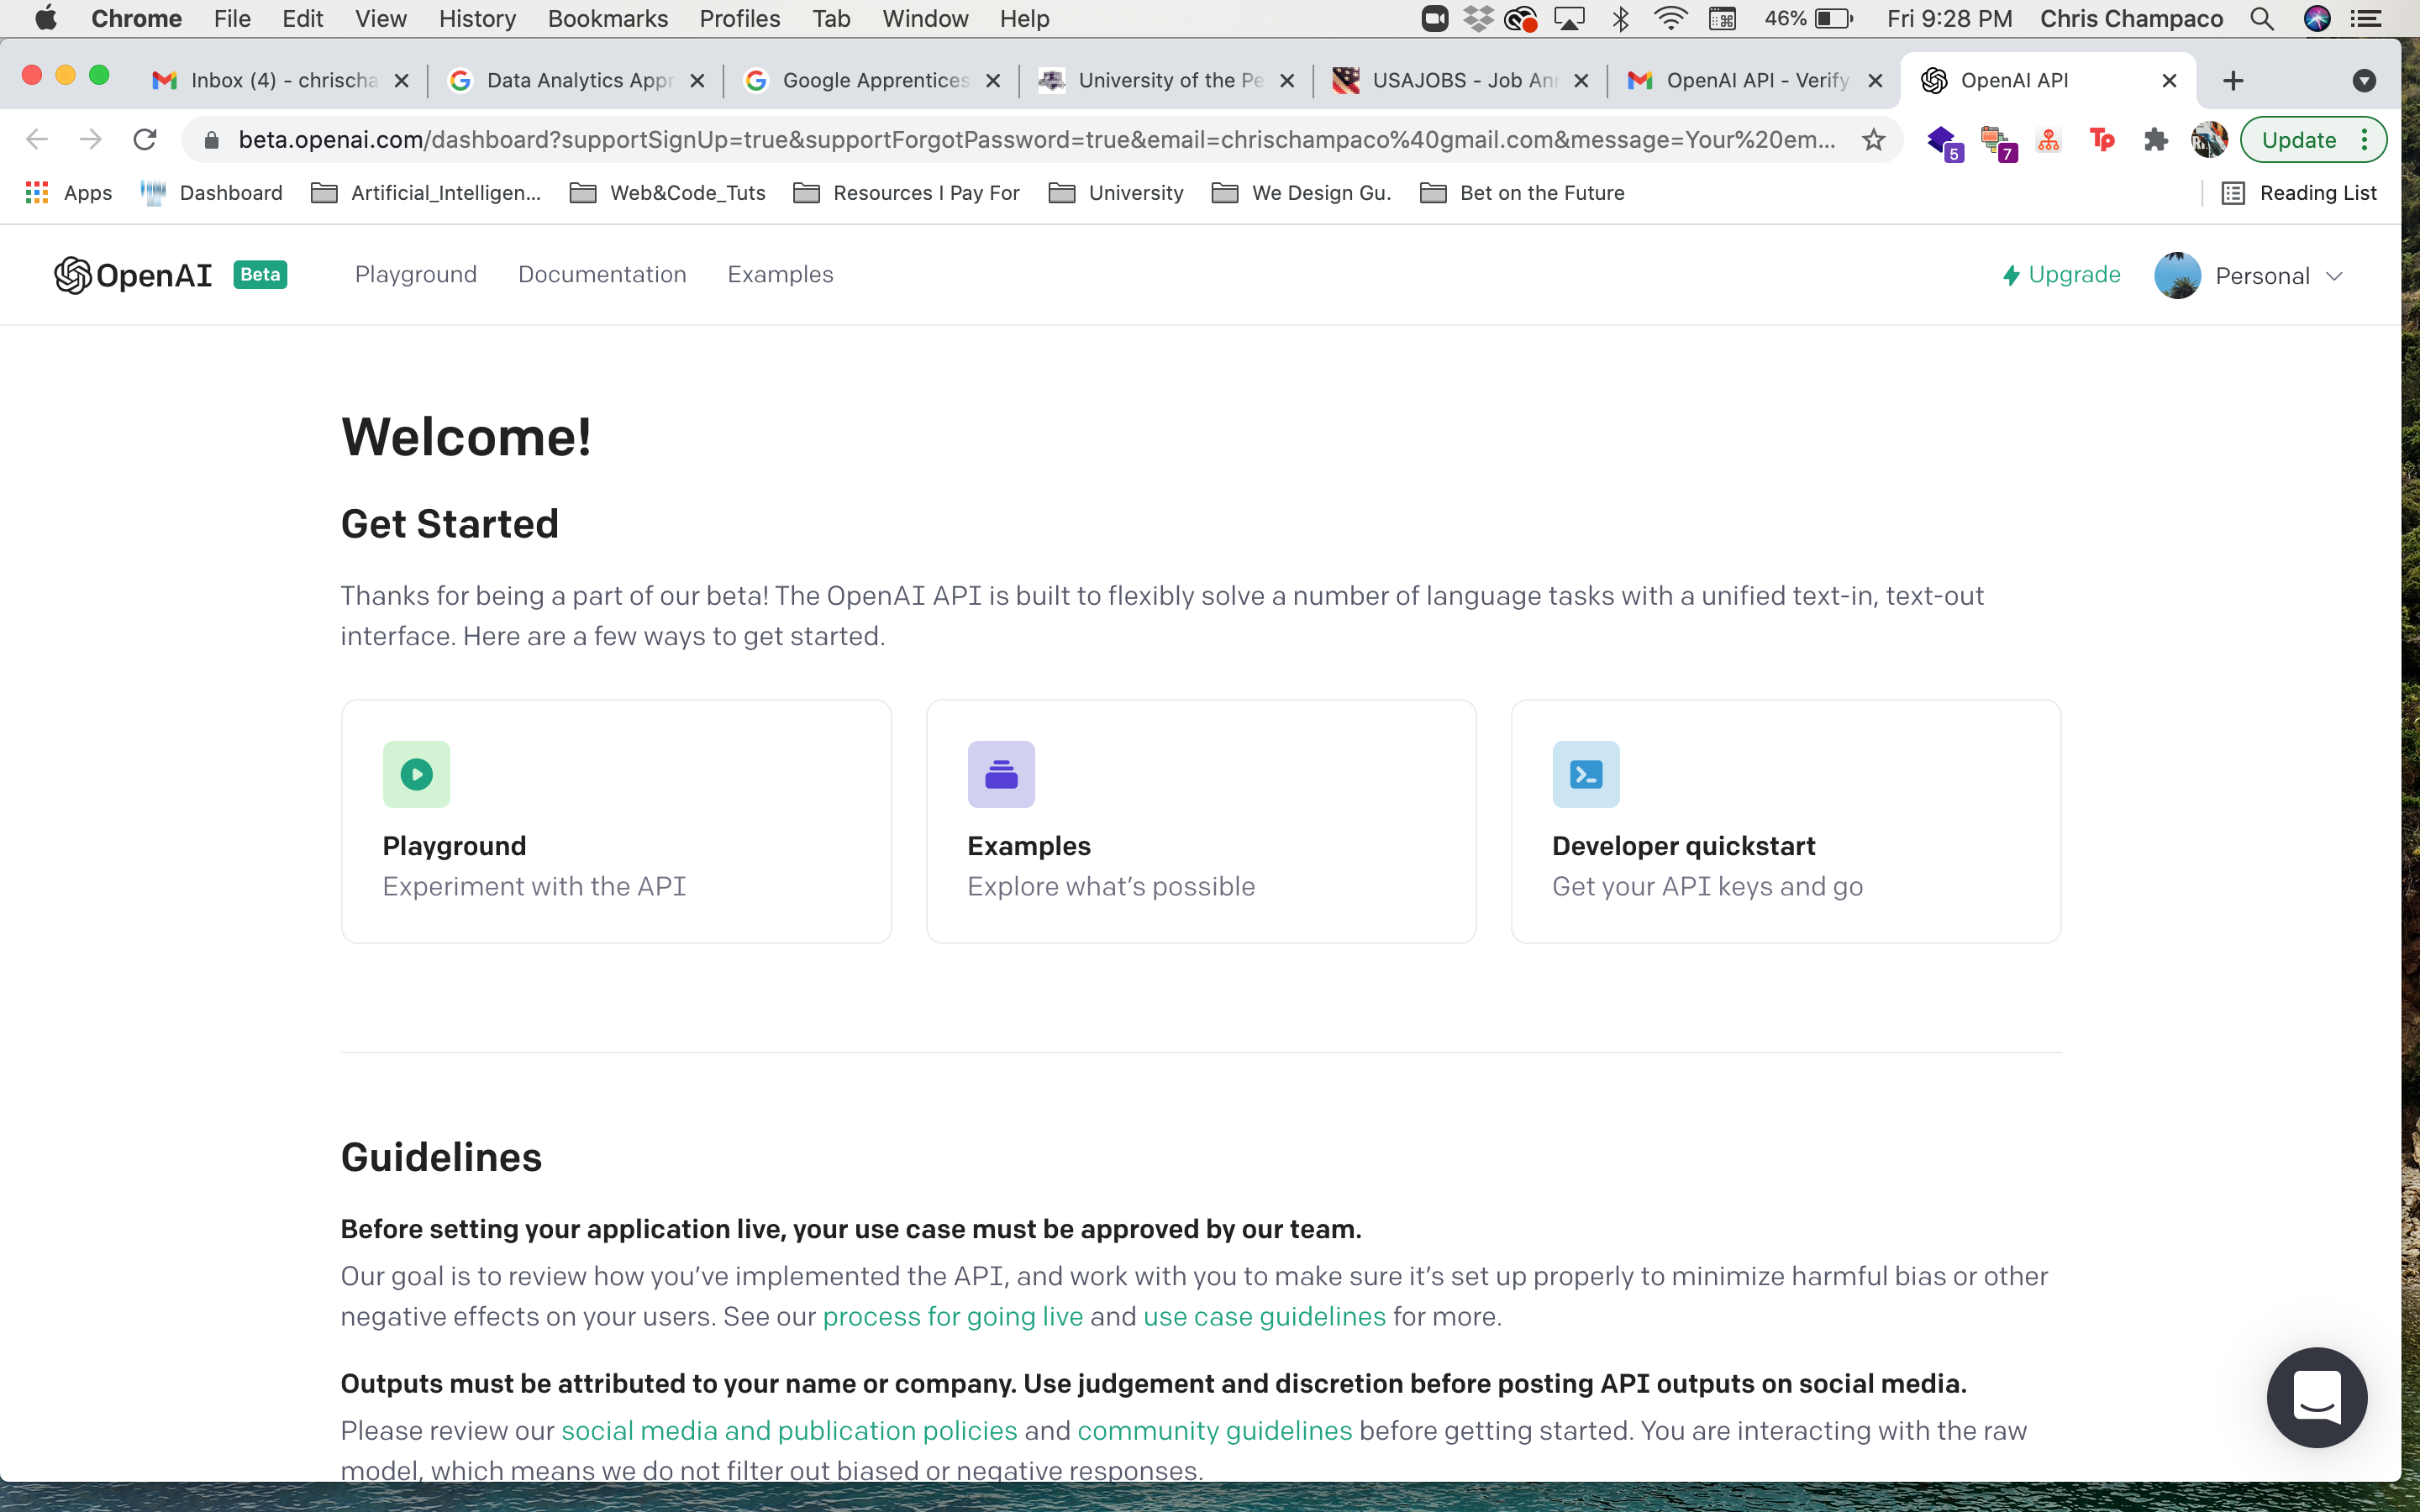 Chrome File Edit View History Bookmarks Profiles Tab Window Help 46% Fri 9:28 PM Chris Champaco
Inbox (4) - chrischa Data Analytics Appr Google Apprentices University of the Pe USAJOBS - Job Ann OpenAI API - Verify OpenAI API
beta.openai.com/dashboard?supportSignUp=true&supportForgotPassword=true&email=chrischampaco%40gmail.com&message=Your%20em... 5 7 Tp Update
Apps Dashboard Artificial_Intelligen... Web&Code_Tuts Resources I Pay For University We Design Gu. Bet on the Future Reading List
OpenAI Beta Playground Documentation Examples Upgrade Personal
Welcome!
Get Started
Thanks for being a part of our beta! The OpenAI API is built to flexibly solve a number of language tasks with a unified text-in, text-out
interface. Here are a few ways to get started.
Playground
Experiment with the API
Examples
Explore what’s possible
Developer quickstart
Get your API keys and go
Guidelines
Before setting your application live, your use case must be approved by our team.
Our goal is to review how you’ve implemented the API, and work with you to make sure it’s set up properly to minimize harmful bias or other
negative effects on your users. See our process for going live and use case guidelines for more.
Outputs must be attributed to your name or company. Use judgement and discretion before posting API outputs on social media.
Please review our social media and publication policies and community guidelines before getting started. You are interacting with the raw
model, which means we do not filter out biased or negative responses.